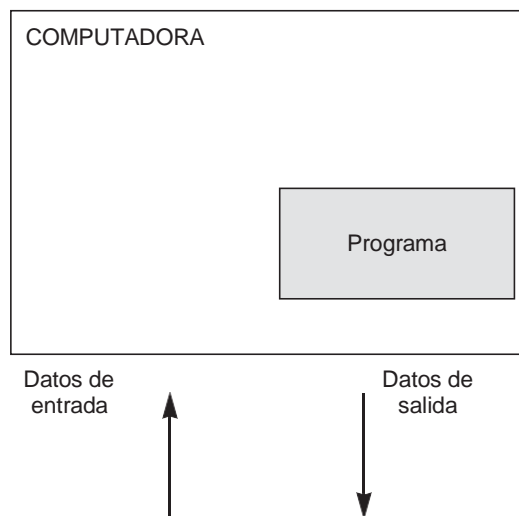 COMPUTADORA
Programa
Datos de
entrada
Datos de
salida